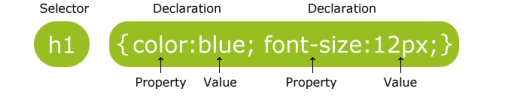 Selector Declaration Declaration
h1 {color:blue; font-size:12px;}
Property Value Property Value